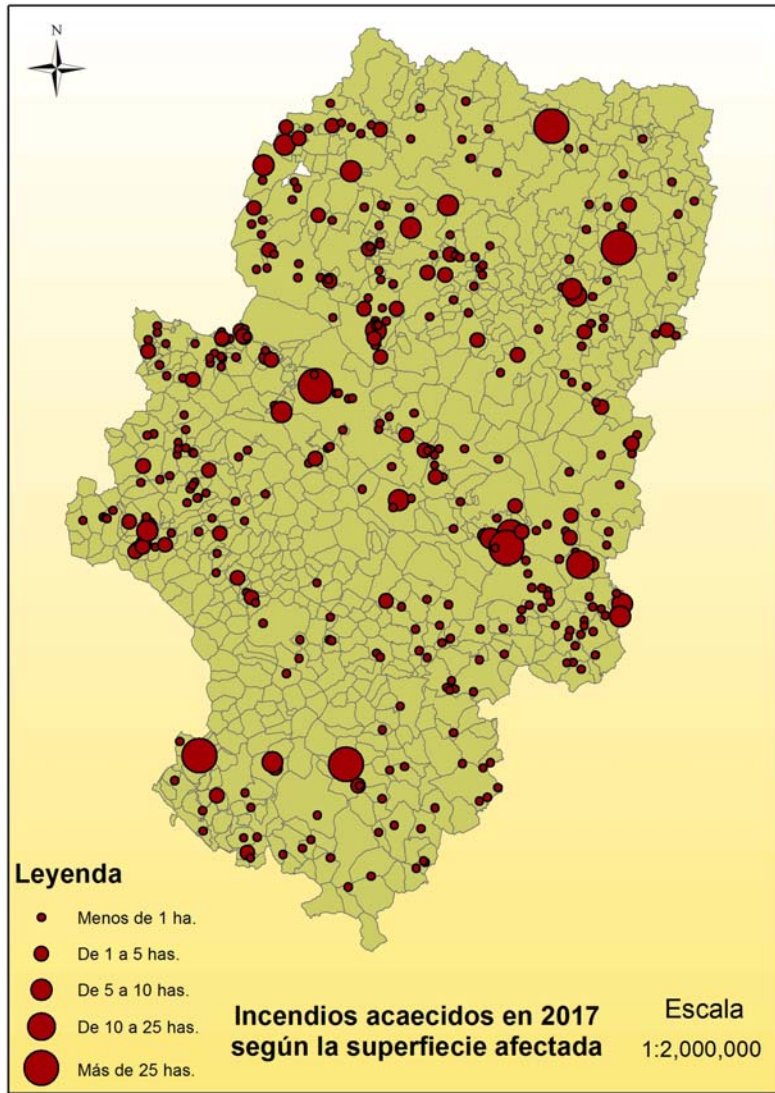 N
Leyenda
Menos de 1 ha.
De 1 a 5 has.
De 5 a 10 has.
De 10 a 25 has.
Más de 25 has.
Incendios acaecidos en 2017
según la superfiecie afectada
Escala
1:2,000,000